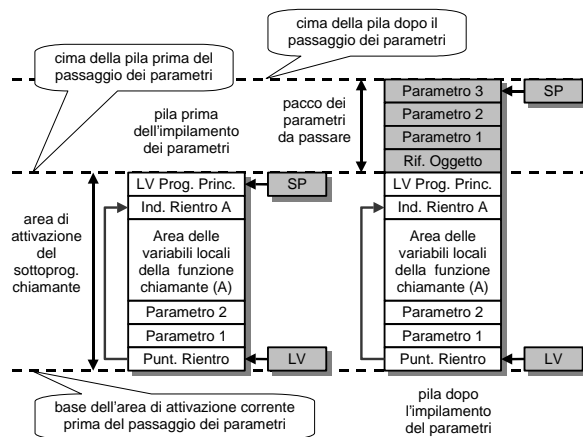 cima della pila dopo il
passaggio dei parametri
cima della pila prima del
passaggio dei parametri
pila prima
dell'impilamento
dei parametri
pacco dei
parametri
da passare
Parametro 3
Parametro 2
Parametro 1
Rif. Oggetto
SP
area di
attivazione
del
sottoprog.
chiamante
LV Prog. Princ.
Ind. Rientro A
Area delle
variabili locali
della funzione
chiamante (A)
Parametro 2
Parametro 1
Punt. Rientro
SP
LV
LV Prog. Princ.
Ind. Rientro A
Area delle
variabili locali
della funzione
chiamante (A)
Parametro 2
Parametro 1
Punt. Rientro
LV
base dell'area di attivazione corrente
prima del passaggio dei parametri
pila dopo
l'impilamento
dei parametri